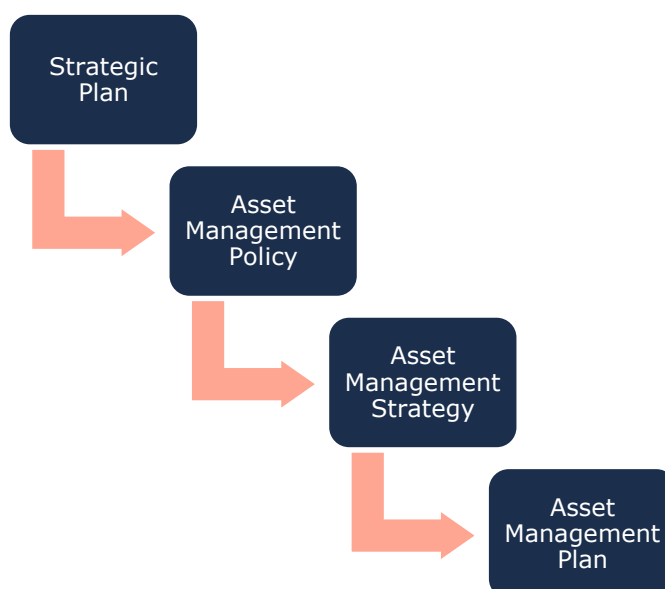 Strategic
Plan
Asset
Management
Policy
Asset
Management
Strategy
Asset
Management
Plan